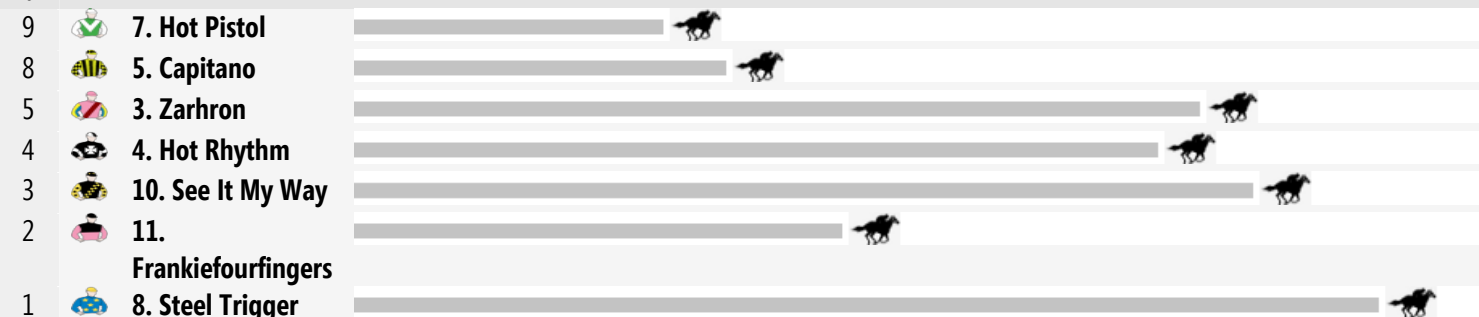 9 7. Hot Pistol
8 5. Capitano
5 3. Zarhron
4 4. Hot Rhythm
3 10. See It My Way
2 11.
Frankiefourfingers
1 8. Steel Trigger